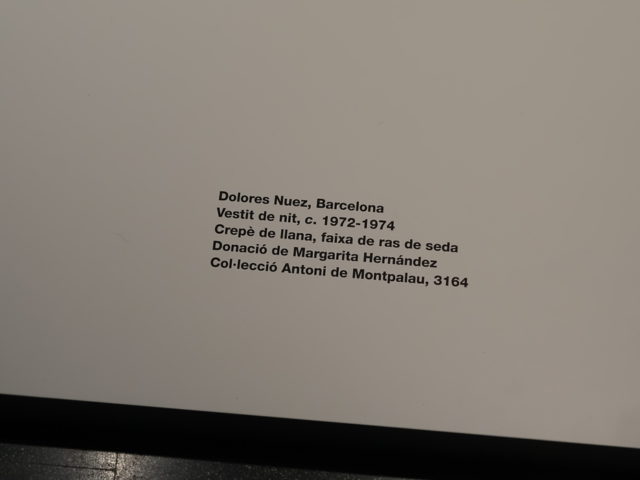 Dolores Nuez, Barcelona
Vestit de nit, c. 1972-1974
Crepè de llana, faixa de ras de seda
Donació de Margarita Hernández
Col·lecció Antoni de Montpalau, 3164